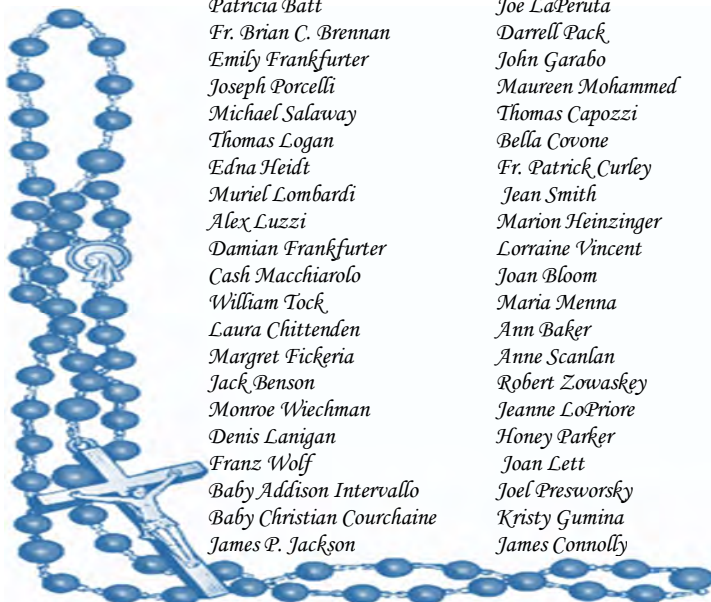 Patricia Batt
Fr. Brian C. Brennan
Emily Frankfurter
Joseph Porcelli
Michael Salaway
Thomas Logan
Edna Heidt
Muriel Lombardi
Alex Luzzi
Damian Frankfurter
Cash Macchiarolo
William Tock
Laura Chittenden
Margret Fickeria
Jack Benson
Monroe Wiechman
Denis Lanigan
Franz Wolf
Baby Addison Intervallo
Baby Christian Courchaine
James P. Jackson
Joe LaPeruta
Darrell Pack
John Garabo
Maureen Mohammed
Thomas Capozzi
Bella Covone
Fr. Patrick Curley
Jean Smith
Marion Heinzinger
Lorraine Vincent
Joan Bloom
Maria Menna
Ann Baker
Anne Scanlan
Robert Zowaskey
Jeanne LoPriore
Honey Parker
Joan Lett
Joel Presworsky
Kristy Gumina
James Connolly